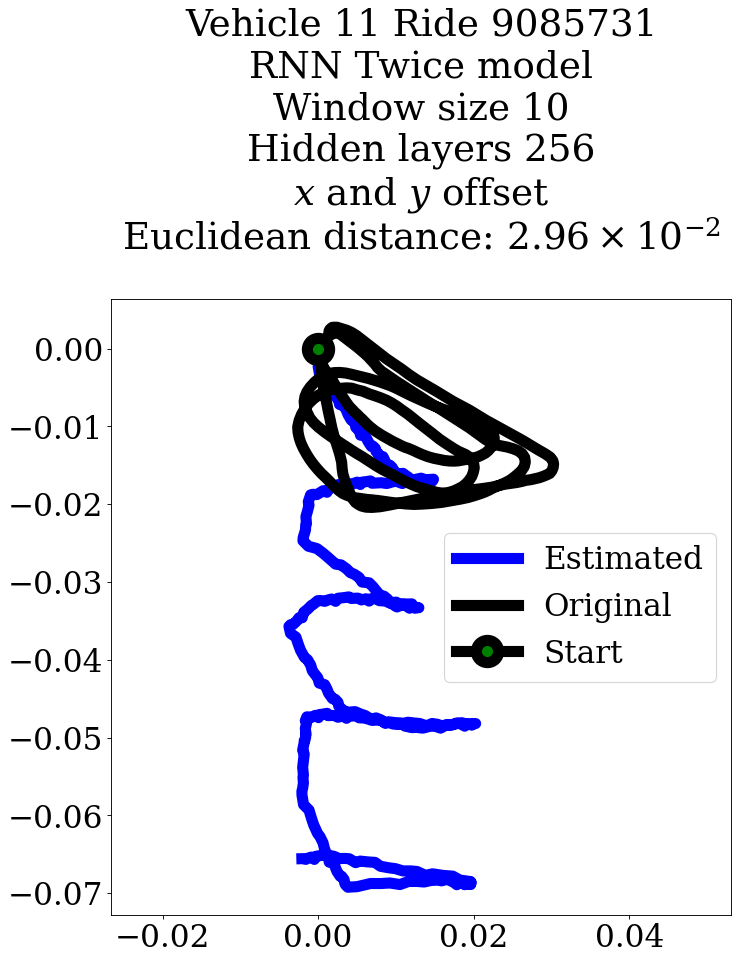 Vehicle 11 Ride 9085731
RNN Twice model
Window size 10
Hidden layers 256
x and y offset
Euclidean distance: 2.96 × 10⁻²
0.00
−0.01
−0.02
−0.03
−0.04
−0.05
−0.06
−0.07
Estimated
Original
Start
−0.02 0.00 0.02 0.04